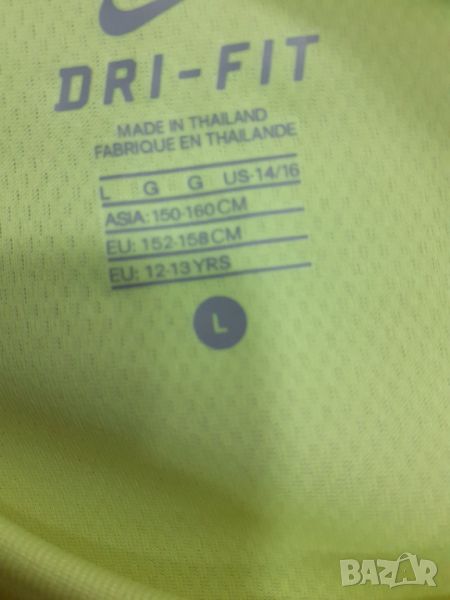 DRI-FIT
MADE IN THAILAND
FABRIQUE EN THAILANDE
L G G US-14/16
ASIA: 150-160 CM
EU: 152-158 CM
EU: 12-13 YRS
L
BAZAR